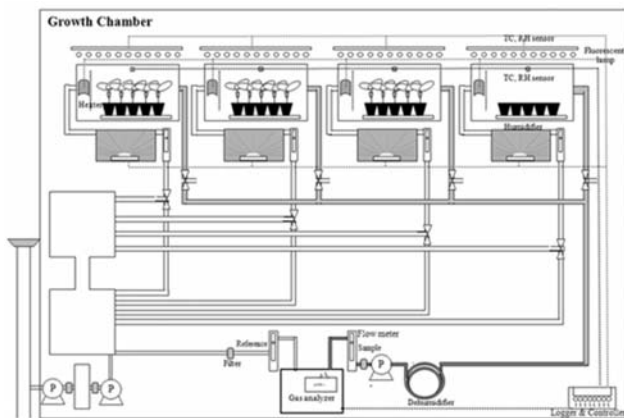 Growth Chamber
TC, RH sensor
Fluorescent
lamp
TC, RH sensor
Heater
Humidifier
Flow meter
Reference
Sample
Filter
P
P
P
Gas analyzer
Dehumidifier
Logger & Controller